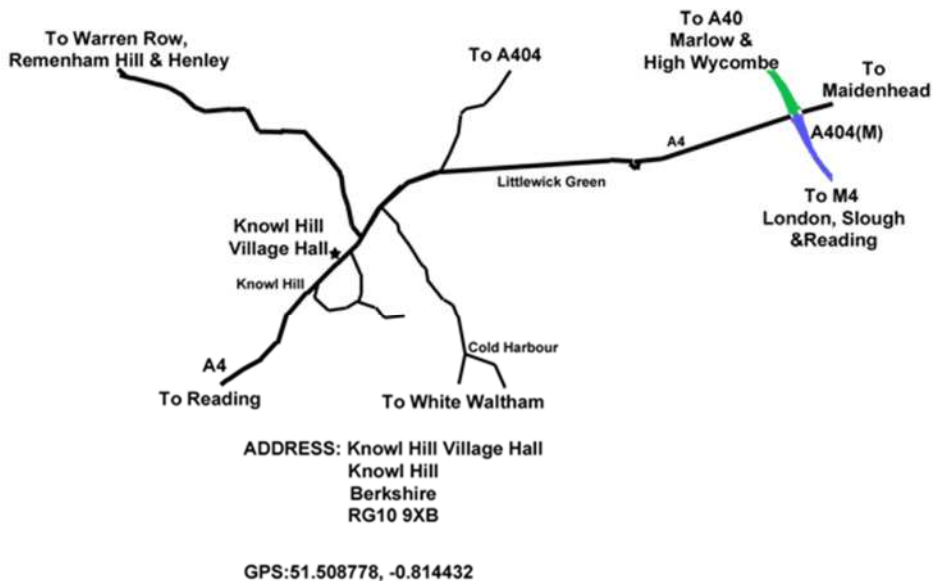 To Warren Row,
Remenham Hill & Henley
To A404
To A40
Marlow &
High Wycombe
To
Maidenhead
A404(M)
A4
Littlewick Green
To M4
London, Slough
&Reading
Knowl Hill
Village Hall
Knowl Hill
A4
To Reading
Cold Harbour
To White Waltham
ADDRESS: Knowl Hill Village Hall
Knowl Hill
Berkshire
RG10 9XB
GPS:51.508778, -0.814432